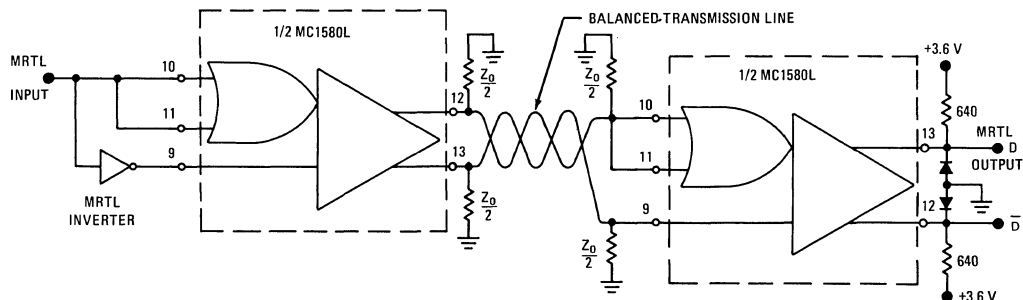 BALANCED-TRANSMISSION LINE
1/2 MC1580L
MRTL
INPUT
10
11
9
MRTL
INVERTER
12
13
Z0
2
Z0
2
Z0
2
Z0
2
1/2 MC1580L
10
11
9
+3.6 V
640
13
MRTL
D
OUTPUT
12
D̅
640
+3.6 V